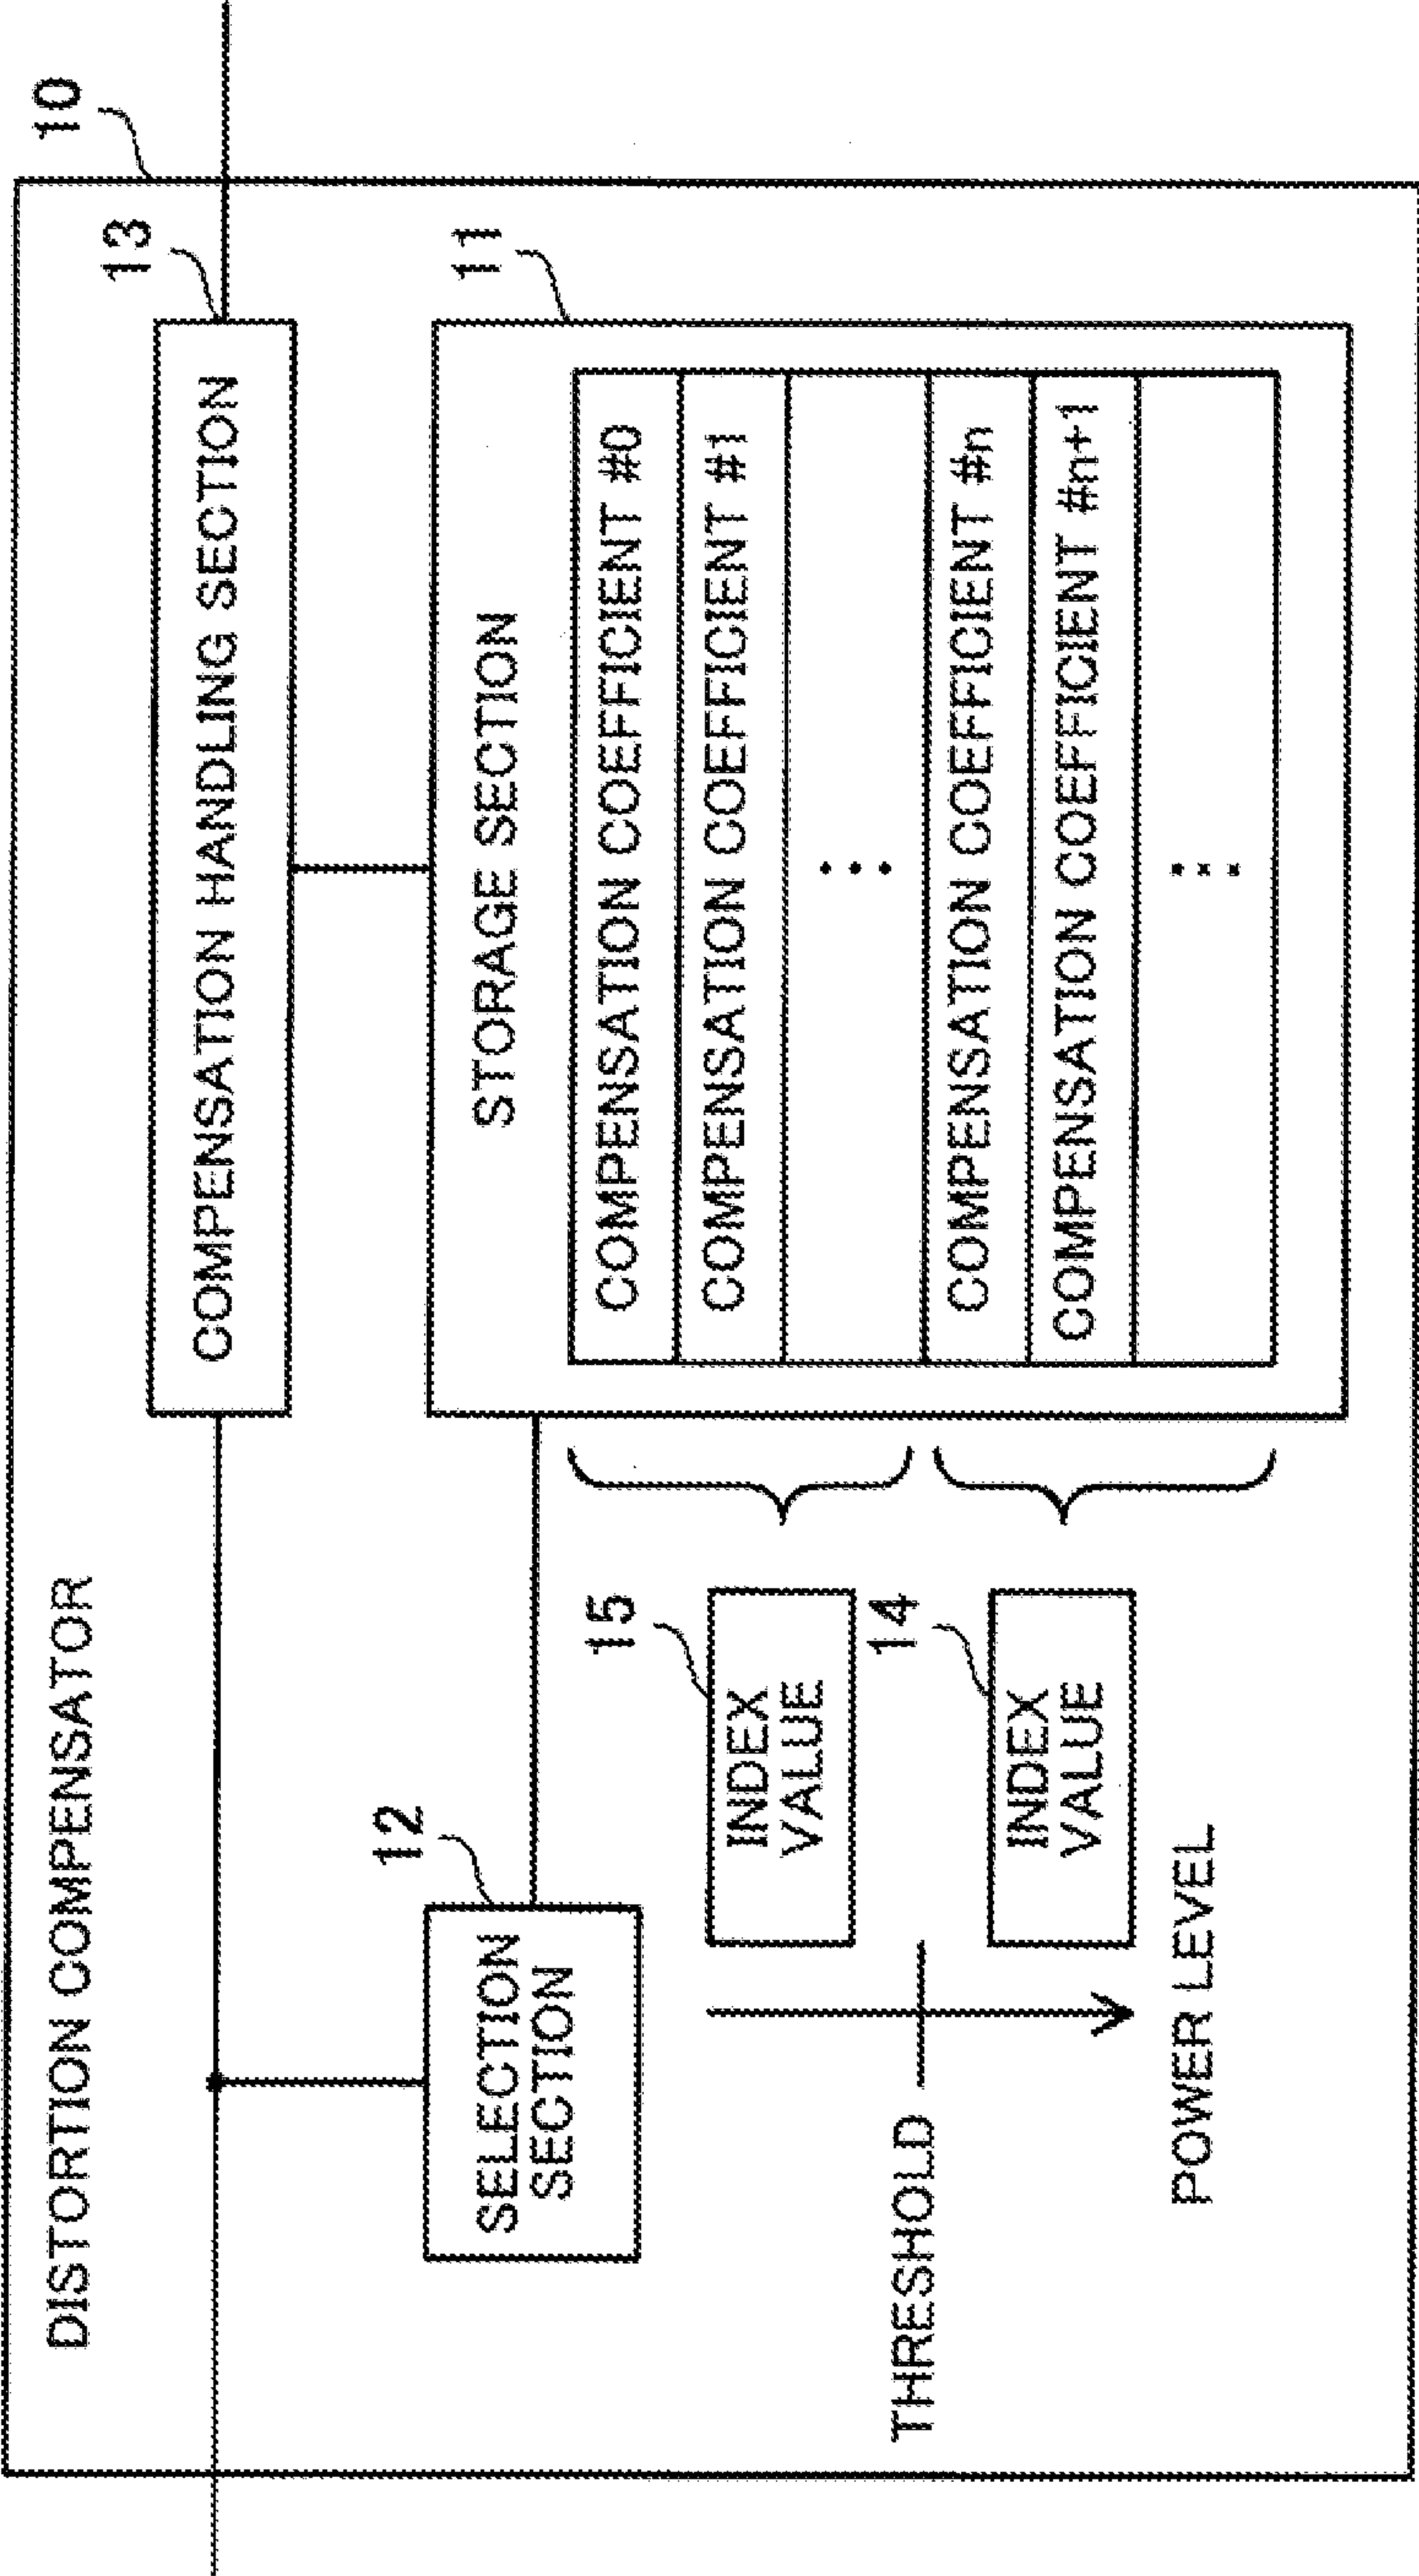 10
DISTORTION COMPENSATOR
13
COMPENSATION HANDLING SECTION
12
SELECTION
SECTION
11
STORAGE SECTION
COMPENSATION COEFFICIENT #0
COMPENSATION COEFFICIENT #1
⋮
COMPENSATION COEFFICIENT #n
COMPENSATION COEFFICIENT #n+1
⋮
15
INDEX
VALUE
THRESHOLD
14
INDEX
VALUE
POWER LEVEL